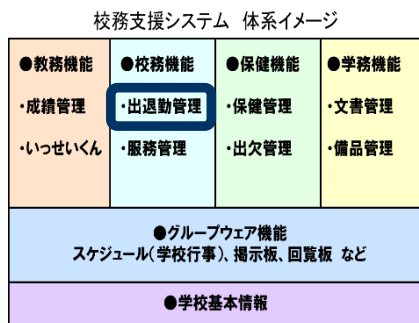 校務支援システム 体系イメージ
●教務機能
・成績管理
・いっせいくん
●校務機能
・出退勤管理
・服務管理
●保健機能
・保健管理
・出欠管理
●学務機能
・文書管理
・備品管理
●グループウェア機能
スケジュール(学校行事)、掲示板、回覧板 など
●学校基本情報